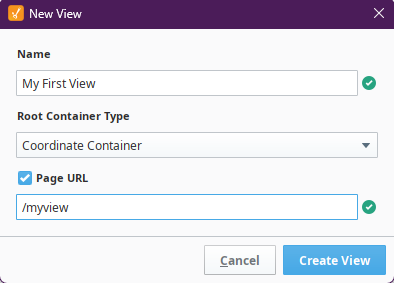 New View
Name
My First View
Root Container Type
Coordinate Container
Page URL
/myview
Cancel
Create View